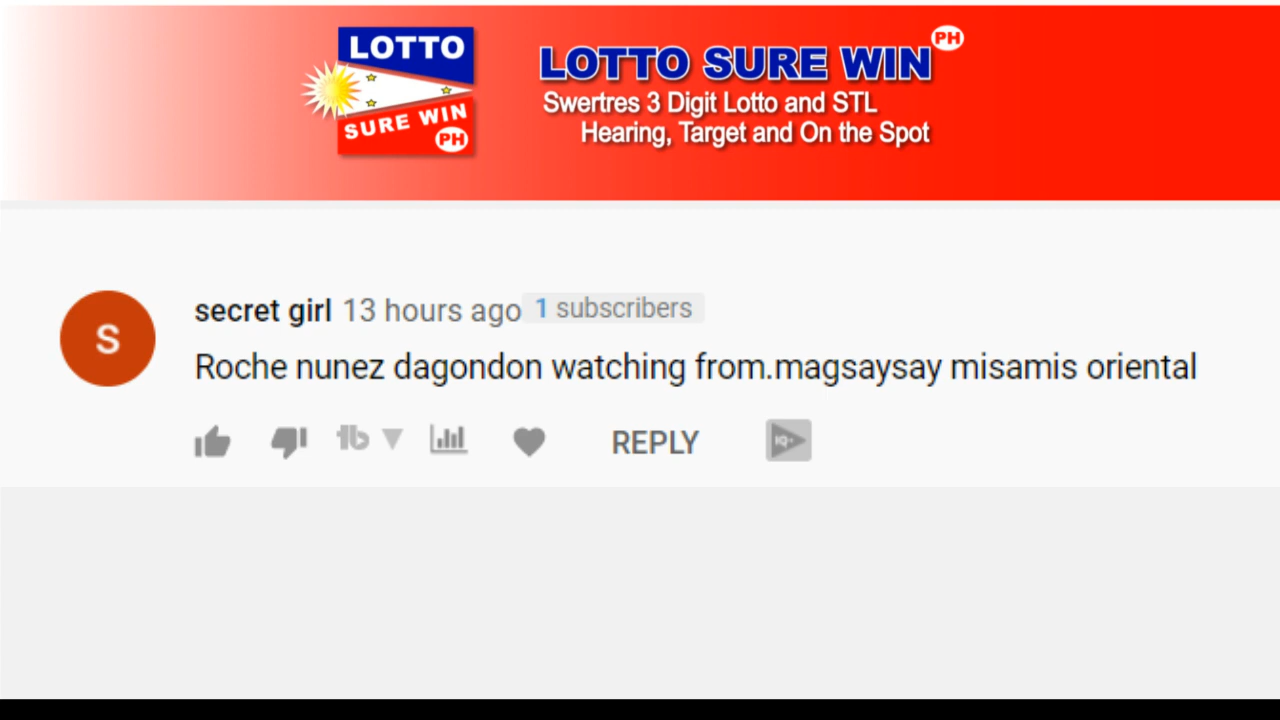 LOTTO
SURE WIN
PH
LOTTO SURE WIN PH
Swertres 3 Digit Lotto and STL
Hearing, Target and On the Spot
S
secret girl 13 hours ago 1 subscribers
Roche nunez dagondon watching from.magsaysay misamis oriental
REPLY
IQ+